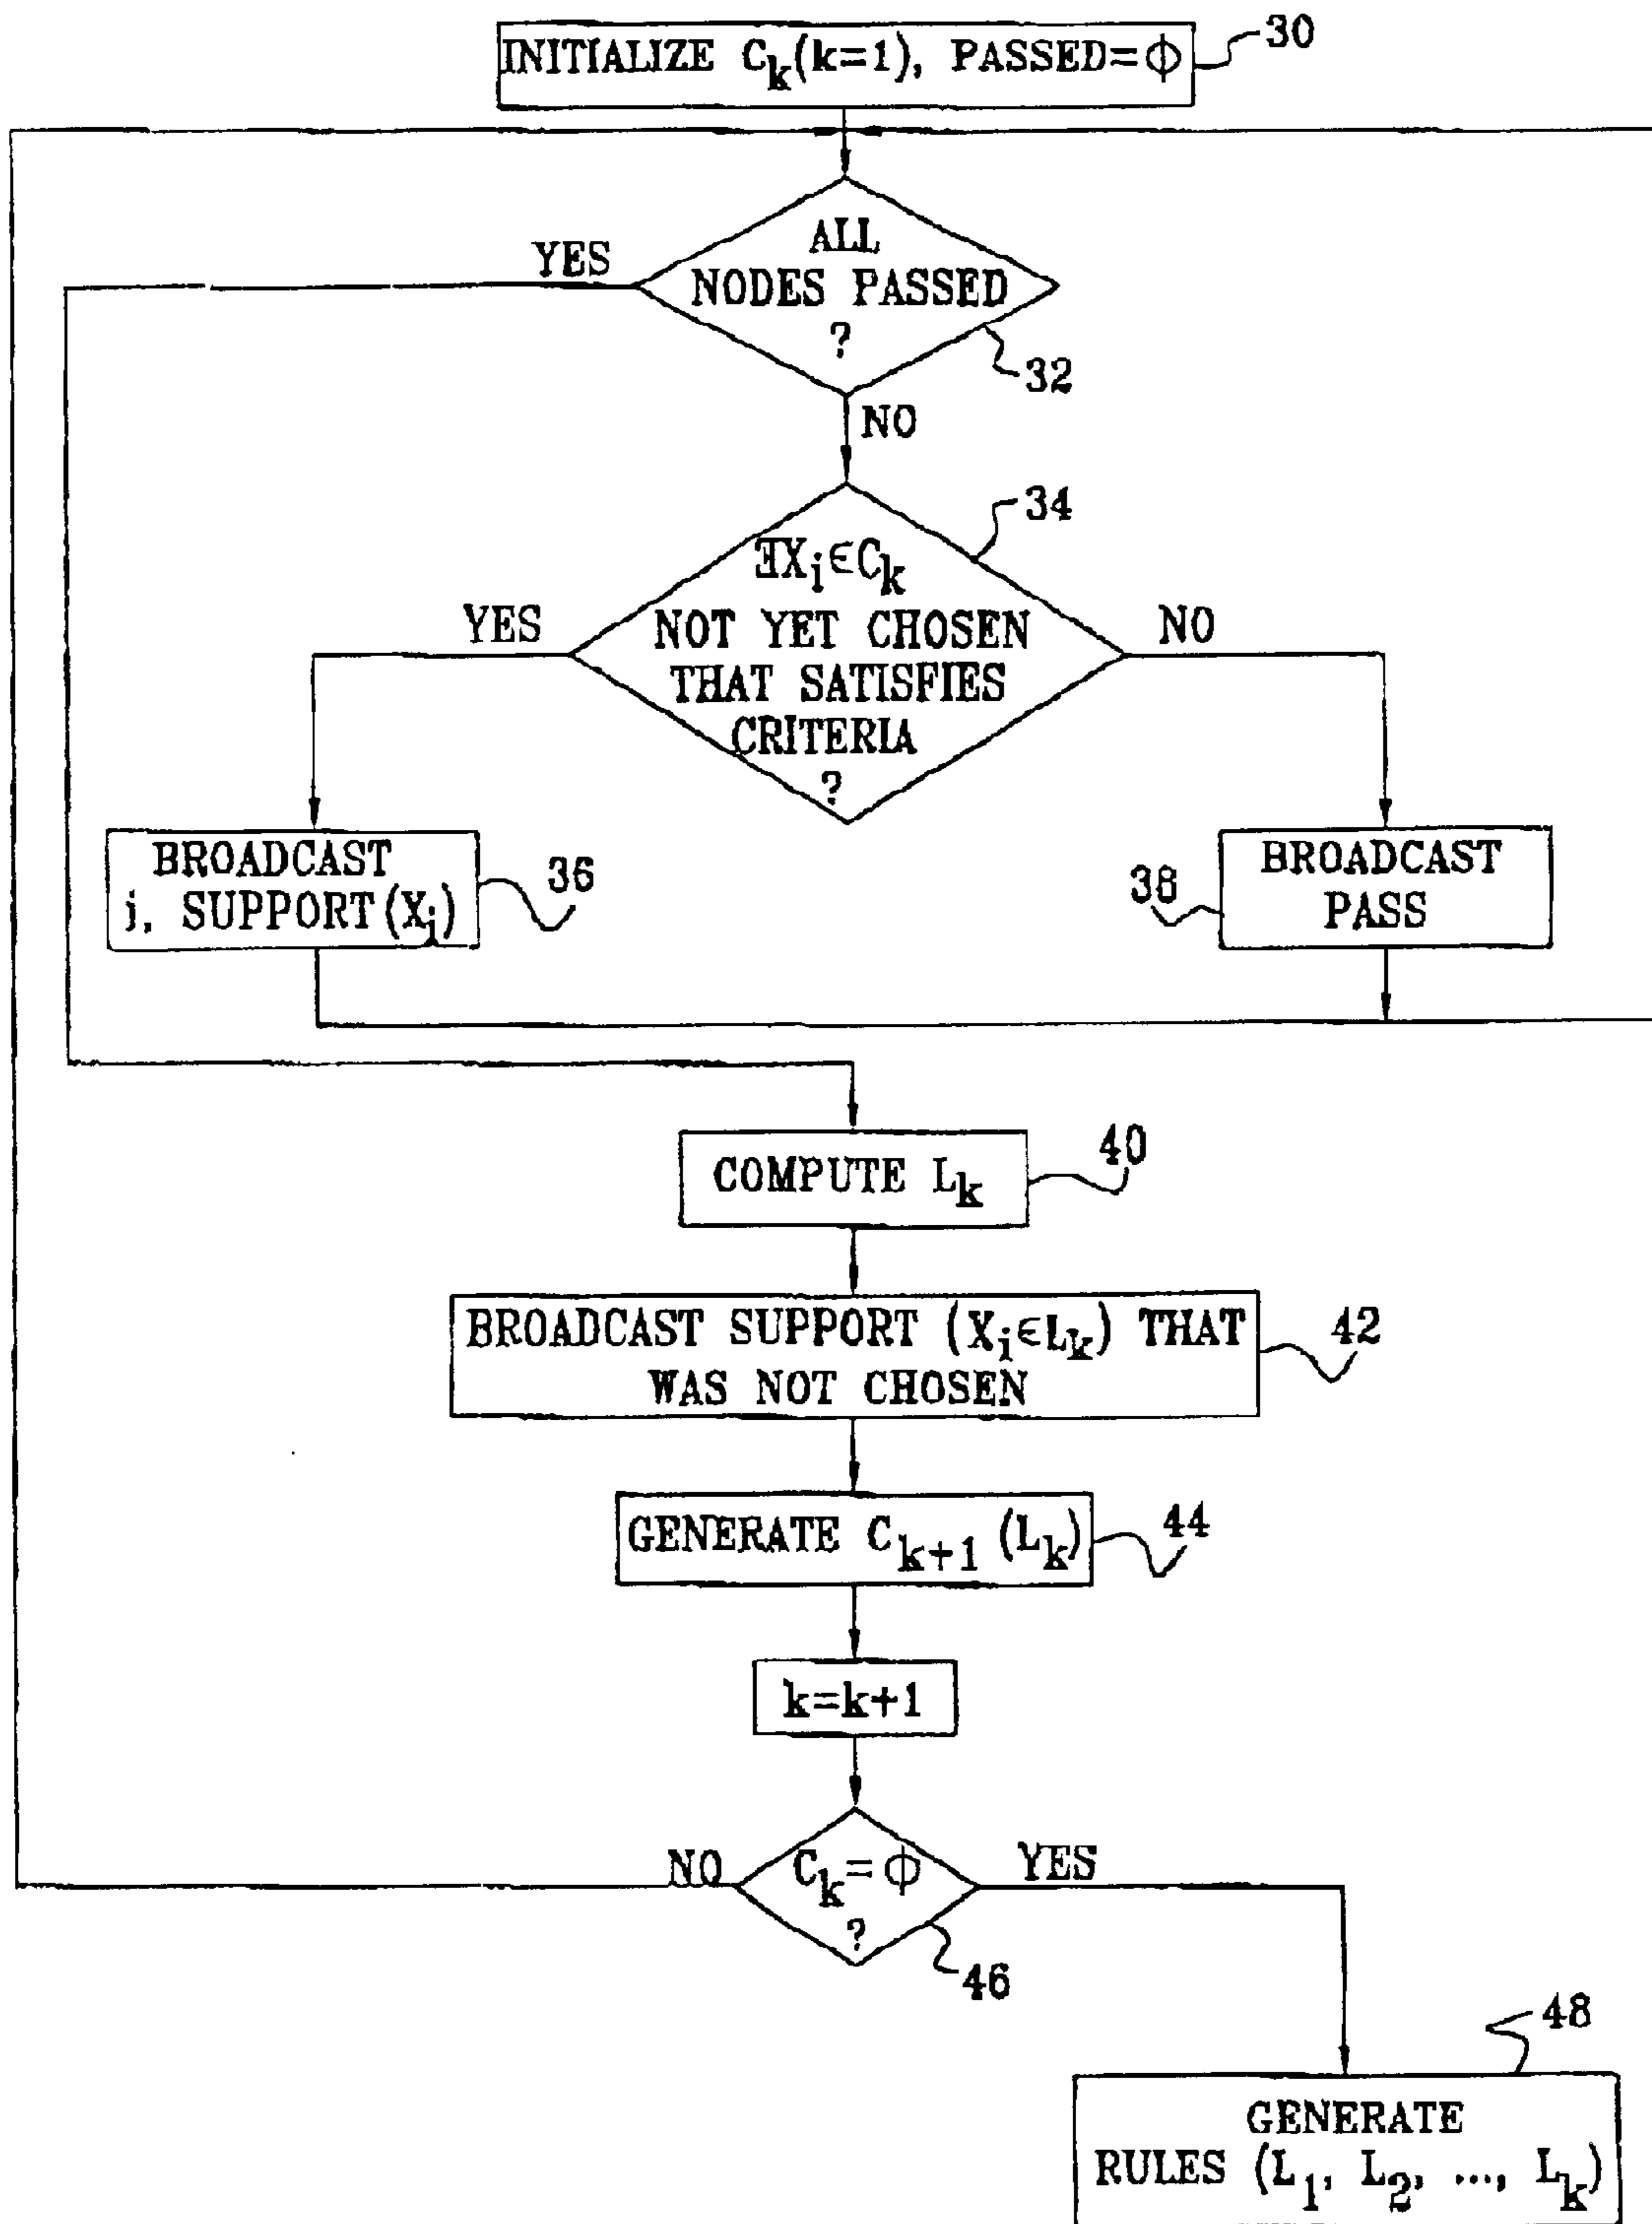 INITIALIZE Cₖ(k=1), PASSED=ϕ
30
ALL
NODES PASSED
?
YES
32
NO
34
∃Xᵢ∈Cₖ
NOT YET CHOSEN
THAT SATISFIES
CRITERIA
?
YES
NO
BROADCAST
j, SUPPORT(Xⱼ)
36
38
BROADCAST
PASS
COMPUTE Lₖ
40
BROADCAST SUPPORT (Xᵢ∈Lₖ) THAT
WAS NOT CHOSEN
42
GENERATE Cₖ₊₁ (Lₖ)
44
k=k+1
NO
Cₖ=ϕ
?
YES
46
48
GENERATE
RULES (L₁, L₂, ..., Lₖ)